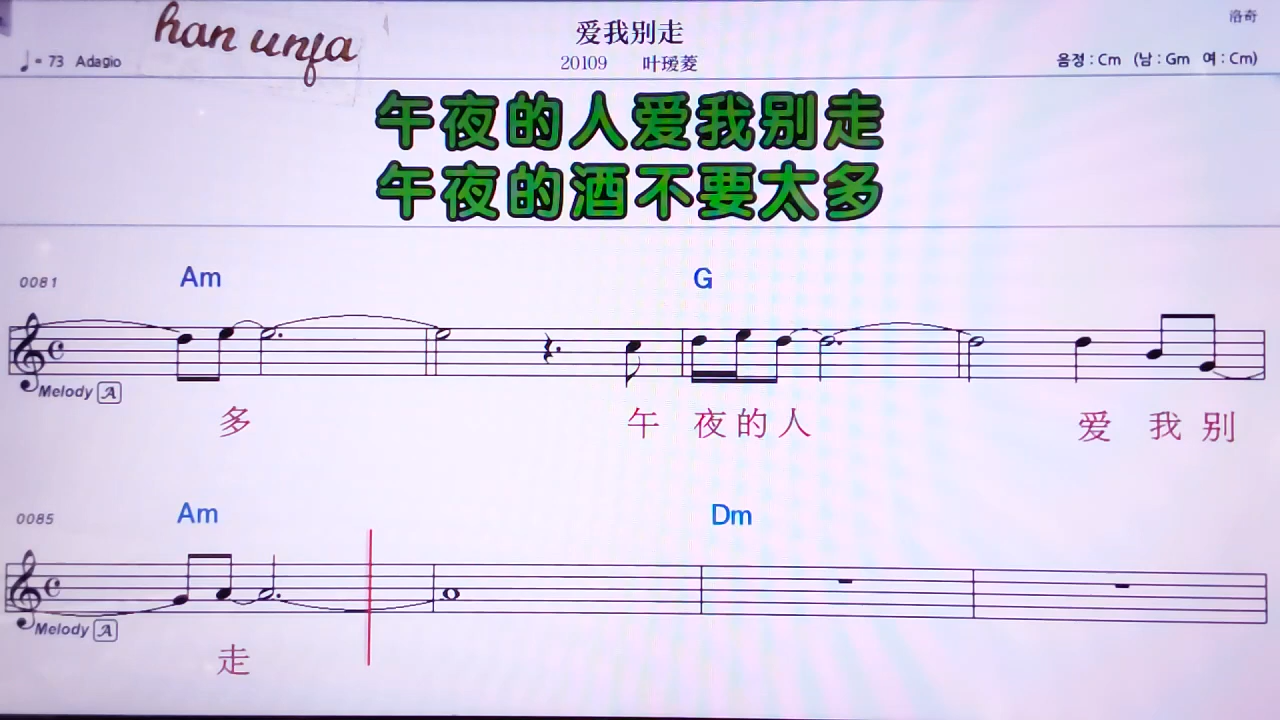 han unja
爱我别走
洛奇
♩= 73 Adagio
20109 叶瑷菱
음정 : Cm (남 : Gm 여 : Cm)
午夜的人爱我别走
午夜的酒不要太多
0081 Am G
Melody A
多 午 夜 的 人 爱 我 别
0085 Am Dm
Melody A
走